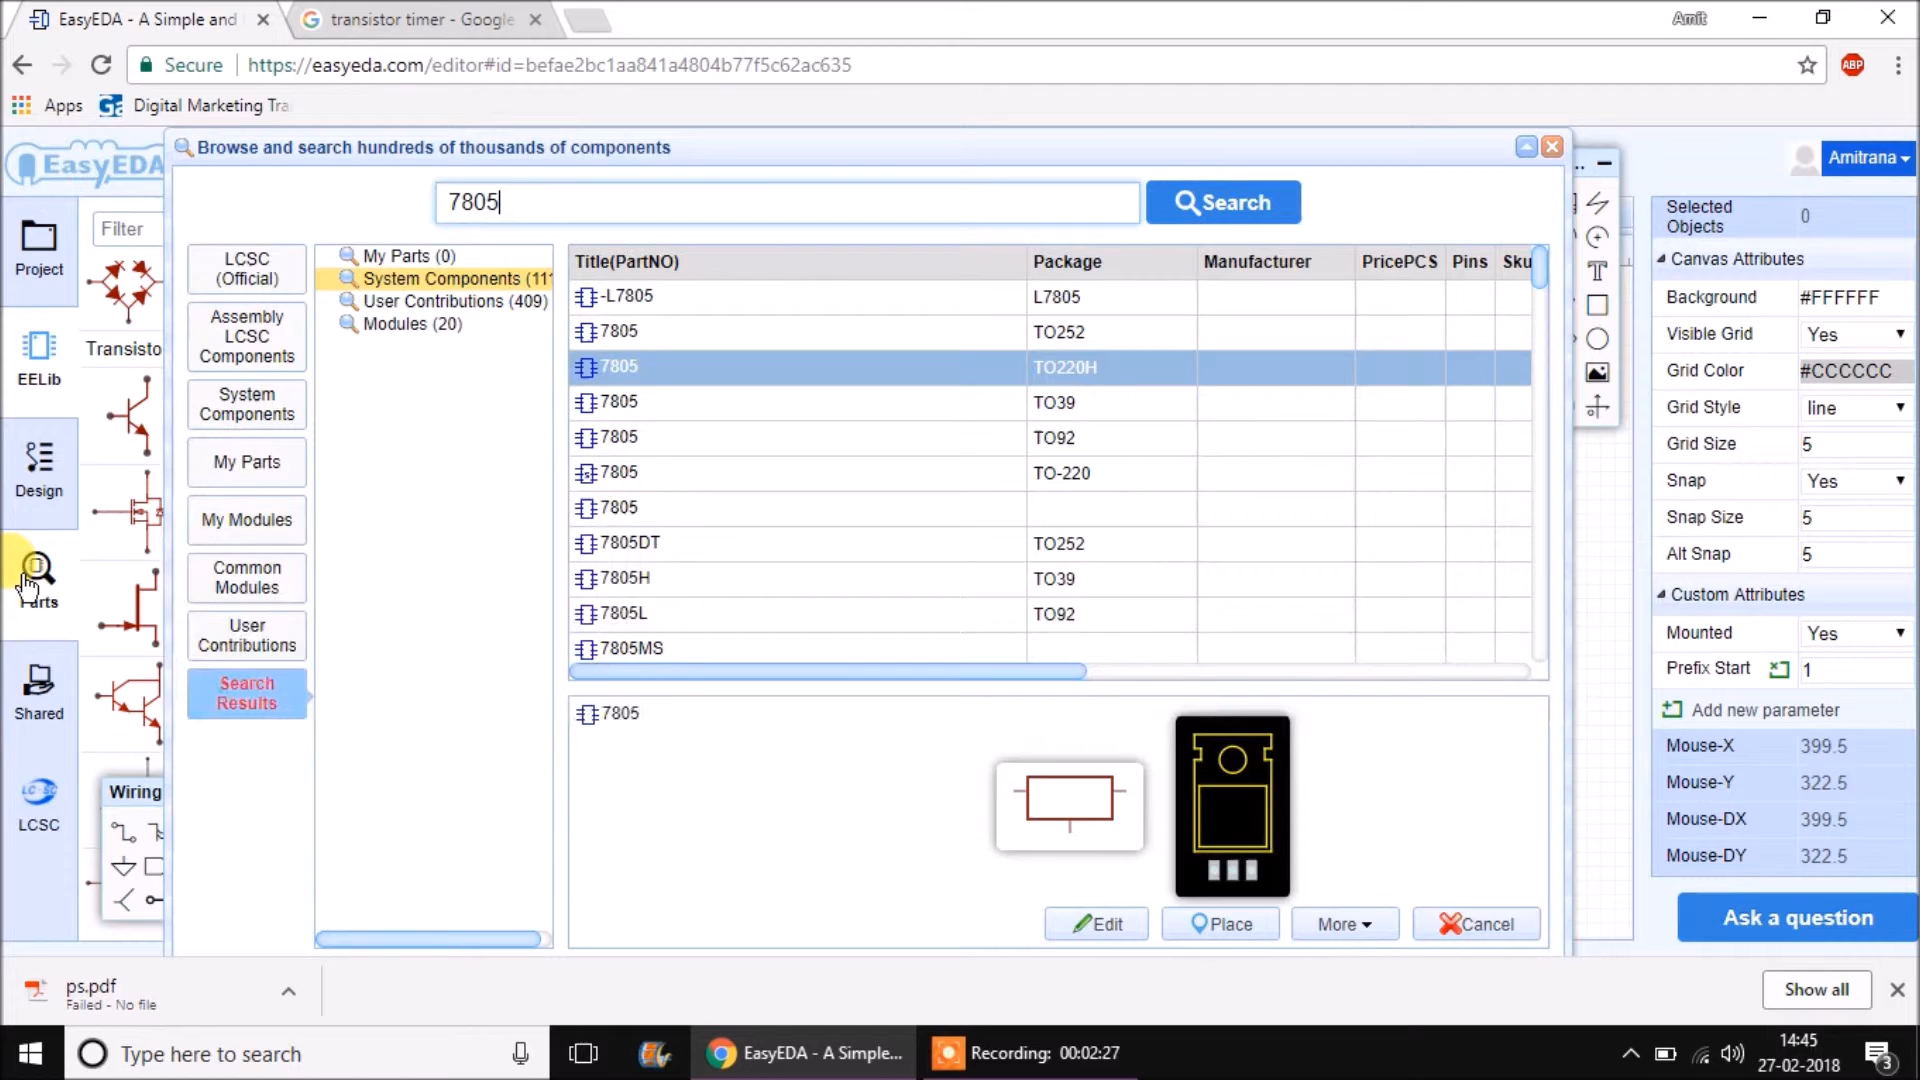 EasyEDA - A Simple and
transistor timer - Google
Amit
Secure
https://easyeda.com/editor#id=befae2bc1aa841a4804b77f5c62ac635
ABP
Apps
Digital Marketing Tra
EasyEDA
Browse and search hundreds of thousands of components
Amitrana
7805
Search
Project
EELib
Design
Parts
Shared
LCSC
Filter
Transisto
Wiring
LCSC
(Official)
Assembly
LCSC
Components
System
Components
My Parts
My Modules
Common
Modules
User
Contributions
Search
Results
My Parts (0)
System Components (111
User Contributions (409)
Modules (20)
Title(PartNO) Package Manufacturer PricePCS Pins Sku
-L7805 L7805
7805 TO252
7805 TO220H
7805 TO39
7805 TO92
7805 TO-220
7805
7805DT TO252
7805H TO39
7805L TO92
7805MS
7805
Edit Place More Cancel
Selected
Objects 0
Canvas Attributes
Background #FFFFFF
Visible Grid Yes
Grid Color #CCCCCC
Grid Style line
Grid Size 5
Snap Yes
Snap Size 5
Alt Snap 5
Custom Attributes
Mounted Yes
Prefix Start 1
Add new parameter
Mouse-X 399.5
Mouse-Y 322.5
Mouse-DX 399.5
Mouse-DY 322.5
Ask a question
ps.pdf
Failed - No file
Show all
Type here to search
EasyEDA - A Simple...
Recording: 00:02:27
14:45
27-02-2018
3